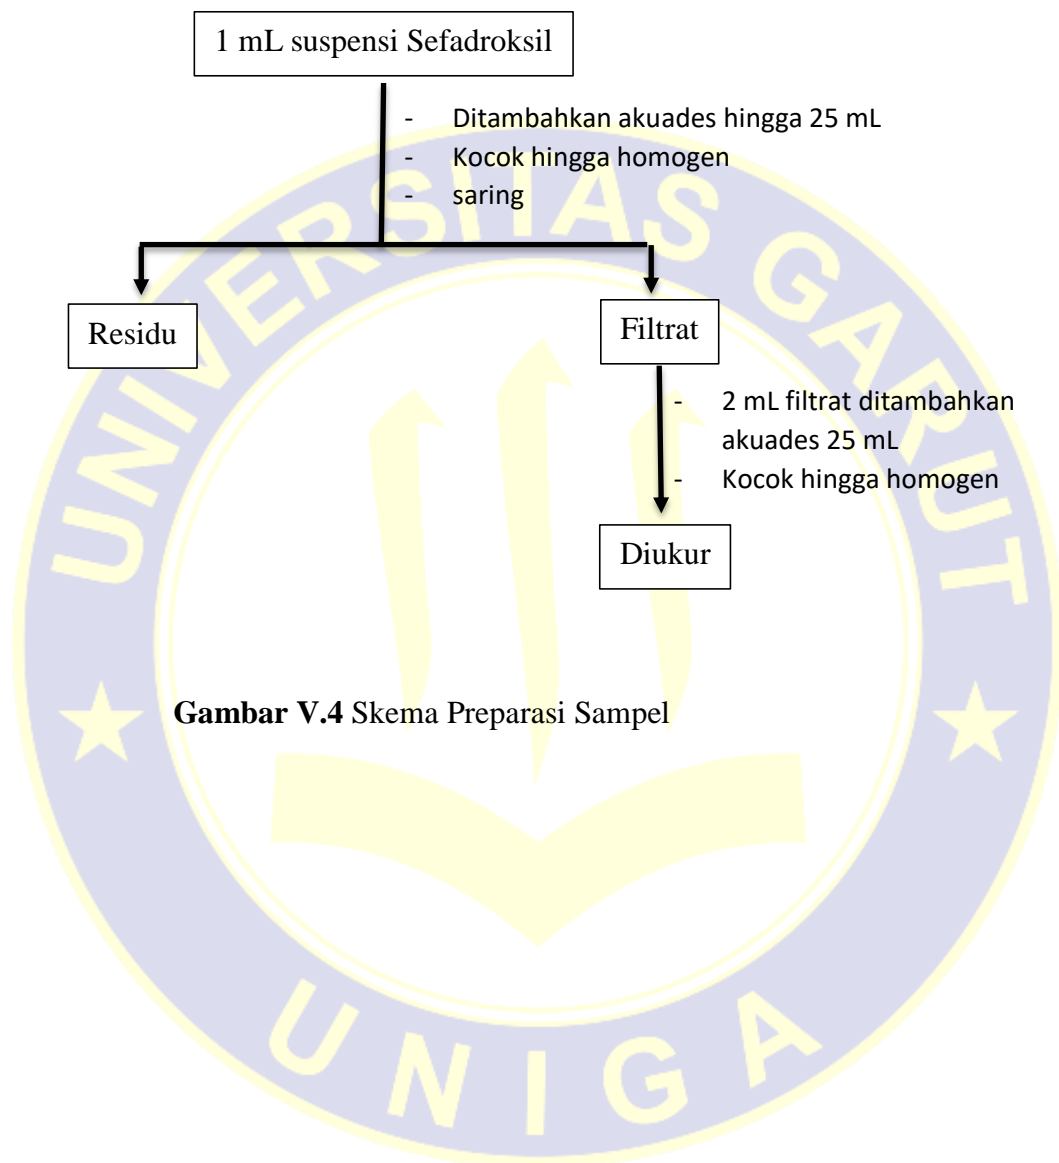 1 mL suspensi Sefadroksil
- Ditambahkan akuades hingga 25 mL
- Kocok hingga homogen
- saring
Residu
Filtrat
- 2 mL filtrat ditambahkan
akuades 25 mL
- Kocok hingga homogen
Diukur
Gambar V.4 Skema Preparasi Sampel
UNIVERSITAS GARUT
UNIGA